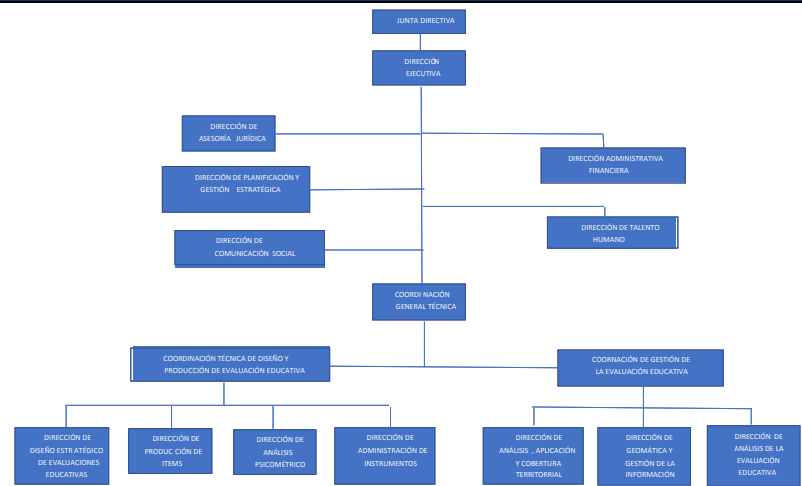 JUNTA DIRECTIVA
DIRECCIÓN
EJECUTIVA
DIRECCIÓN DE
ASESORÍA JURÍDICA
DIRECCIÓN ADMINISTRATIVA
FINANCIERA
DIRECCIÓN DE PLANIFICACIÓN Y
GESTIÓN ESTRATÉGICA
DIRECCIÓN DE TALENTO
HUMANO
DIRECCIÓN DE
COMUNICACIÓN SOCIAL
COORDI NACIÓN
GENERAL TÉCNICA
COORDINACIÓN TÉCNICA DE DISEÑO Y
PRODUCCIÓN DE EVALUACIÓN EDUCATIVA
COORNACIÓN DE GESTIÓN DE
LA EVALUACIÓN EDUCATIVA
DIRECCIÓN DE
DISEÑO ESTR ATÉGICO
DE EVALUACIONES
EDUCATIVAS
DIRECCIÓN DE
PRODUC CIÓN DE
ITEMS
DIRECCIÓN DE
ANÁLISIS
PSICOMÉTRICO
DIRECCIÓN DE
ADMINISTRACIÓN DE
INSTRUMENTOS
DIRECCIÓN DE
ANÁLISIS , APLICACIÓN
Y COBERTURA
TERRITORRIAL
DIRECCIÓN DE
GEOMÁTICA Y
GESTIÓN DE LA
INFORMACIÓN
DIRECCIÓN DE
ANÁLISIS DE LA
EVALUACIÓN
EDUCATIVA